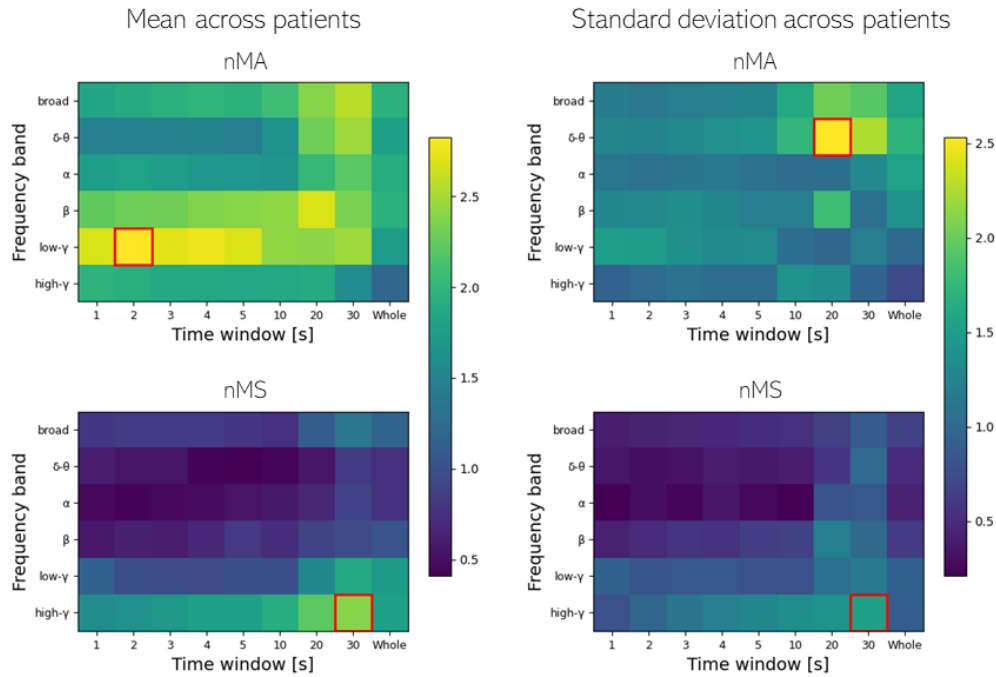 Mean across patients
Standard deviation across patients
nMA
Frequency band
broad
δ-θ
α
β
low-γ
high-γ
1 2 3 4 5 10 20 30 Whole
Time window [s]
nMA
Frequency band
broad
δ-θ
α
β
low-γ
high-γ
1 2 3 4 5 10 20 30 Whole
Time window [s]
nMS
Frequency band
broad
δ-θ
α
β
low-γ
high-γ
1 2 3 4 5 10 20 30 Whole
Time window [s]
2.5
2.0
1.5
1.0
0.5
nMS
Frequency band
broad
δ-θ
α
β
low-γ
high-γ
1 2 3 4 5 10 20 30 Whole
Time window [s]
2.5
2.0
1.5
1.0
0.5